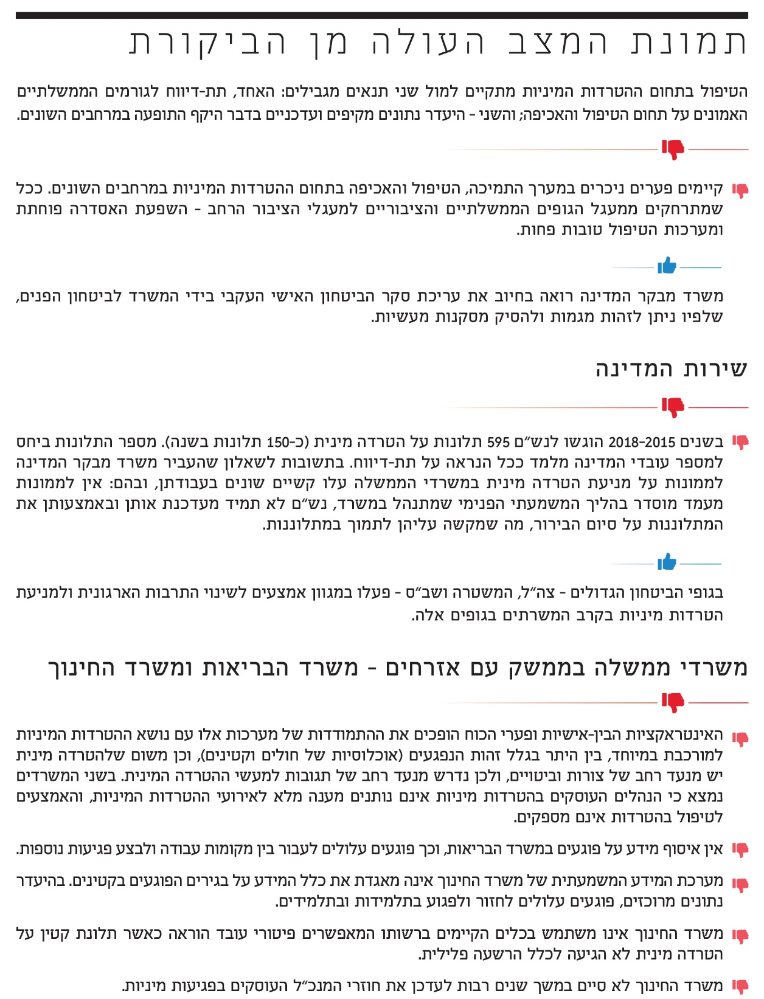 תמונת המצב העולה מן הביקורת
הטיפול בתחום ההטרדות המיניות מתקיים למול שני תנאים מגבילים: האחד, תת-דיווח לגורמים הממשלתיים
האמונים על תחום הטיפול והאכיפה; והשני - היעדר נתונים מקיפים ועדכניים בדבר היקף התופעה במרחבים השונים.
קיימים פערים ניכרים במערך התמיכה, הטיפול והאכיפה בתחום ההטרדות המיניות במרחבים השונים. ככל
שמתרחקים ממעגל הגופים הממשלתיים והציבוריים למעגלי הציבור הרחב - השפעת האסדרה פוחתת
ומערכות הטיפול טובות פחות.
משרד מבקר המדינה רואה בחיוב את עריכת סקר הביטחון האישי העקבי בידי המשרד לביטחון הפנים,
שלפיו ניתן לזהות מגמות ולהסיק מסקנות מעשיות.
שירות המדינה
בשנים 2015-2018 הוגשו לנש״ם 595 תלונות על הטרדה מינית (כ-150 תלונות בשנה). מספר התלונות ביחס
למספר עובדי המדינה מלמד ככל הנראה על תת-דיווח. בתשובות לשאלון שהעביר משרד מבקר המדינה
לממונות על מניעת הטרדה מינית במשרדי הממשלה עלו קשיים שונים בעבודתן, ובהם: אין לממונות
מעמד מוסדר בהליך המשמעתי הפנימי שמתנהל במשרד, נש״ם לא תמיד מעדכנת אותן ובאמצעותן את
המתלוננות על סיום הבירור, מה שמקשה עליהן לתמוך במתלוננות.
בגופי הביטחון הגדולים - צה״ל, המשטרה ושב״ס - פעלו במגוון אמצעים לשינוי התרבות הארגונית ולמניעת
הטרדות מיניות בקרב המשרתים בגופים אלה.
משרדי ממשלה בממשק עם אזרחים - משרד הבריאות ומשרד החינוך
האינטראקציות הבין-אישיות ופערי הכוח הופכים את ההתמודדות של מערכות אלו עם נושא ההטרדות המיניות
למורכבת במיוחד, בין היתר בגלל זהות הנפגעים (אוכלוסיות של חולים וקטינים), וכן משום שלהטרדה מינית
יש מנעד רחב של צורות וביטויים, ולכן נדרש מנעד רחב של תגובות למעשי ההטרדה המינית. בשני המשרדים
נמצא כי הנהלים העוסקים בהטרדות מיניות אינם נותנים מענה מלא לאירועי ההטרדות המיניות, והאמצעים
לטיפול בהטרדות אינם מספקים.
אין איסוף מידע על פוגעים במשרד הבריאות, וכך פוגעים עלולים לעבור בין מקומות עבודה ולבצע פגיעות נוספות.
מערכת המידע המשמעתית של משרד החינוך אינה מאגדת את כלל המידע על בגירים הפוגעים בקטינים. בהיעדר
נתונים מרוכזים, פוגעים עלולים לחזור ולפגוע בתלמידות ובתלמידים.
משרד החינוך אינו משתמש בכלים הקיימים ברשותו המאפשרים פיטורי עובד הוראה כאשר תלונת קטין על
הטרדה מינית לא הגיעה לכלל הרשעה פלילית.
משרד החינוך לא סיים במשך שנים רבות לעדכן את חוזרי המנכ״ל העוסקים בפגיעות מיניות.